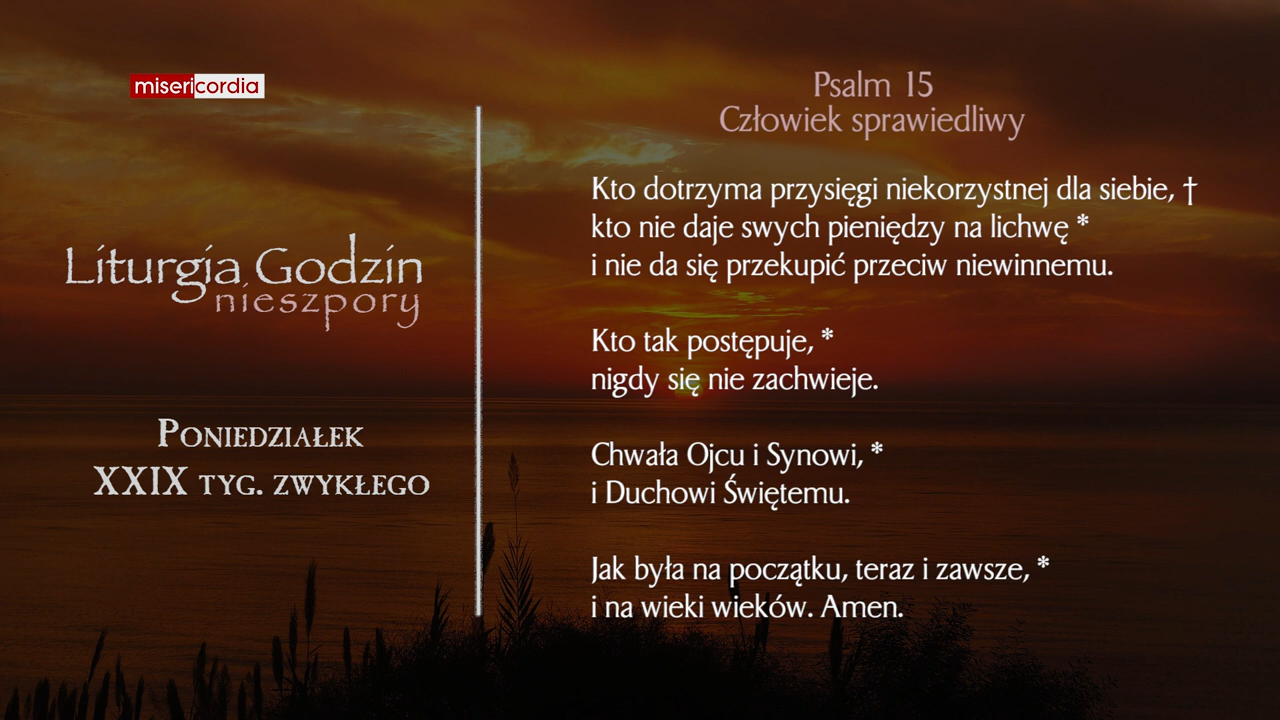 misericordia
Liturgia Godzin
nieszpory
Poniedziałek
XXIX tyg. zwykłego
Psalm 15
Człowiek sprawiedliwy
Kto dotrzyma przysięgi niekorzystnej dla siebie, †
kto nie daje swych pieniędzy na lichwę *
i nie da się przekupić przeciw niewinnemu.
Kto tak postępuje, *
nigdy się nie zachwieje.
Chwała Ojcu i Synowi, *
i Duchowi Świętemu.
Jak była na początku, teraz i zawsze, *
i na wieki wieków. Amen.